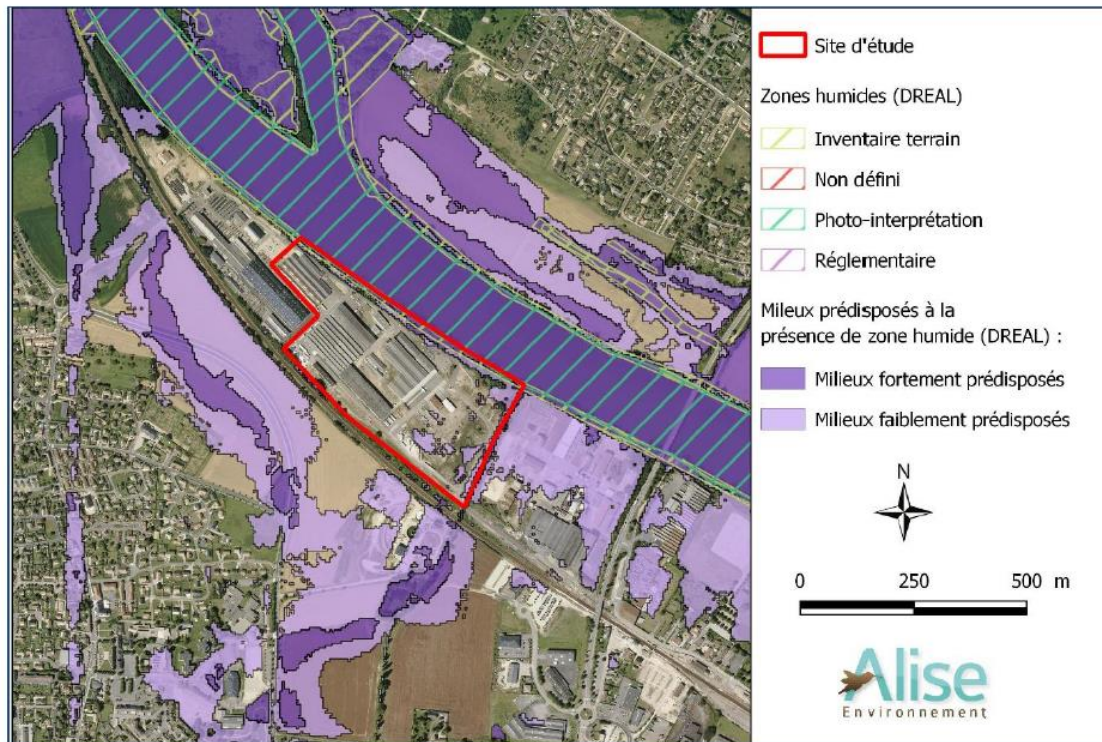 Site d'étude
Zones humides (DREAL)
Inventaire terrain
Non défini
Photo-interprétation
Réglementaire
Mileux prédisposés à la
présence de zone humide (DREAL) :
Milieux fortement prédisposés
Milieux faiblement prédisposés
N
0 250 500 m
Alise
Environnement